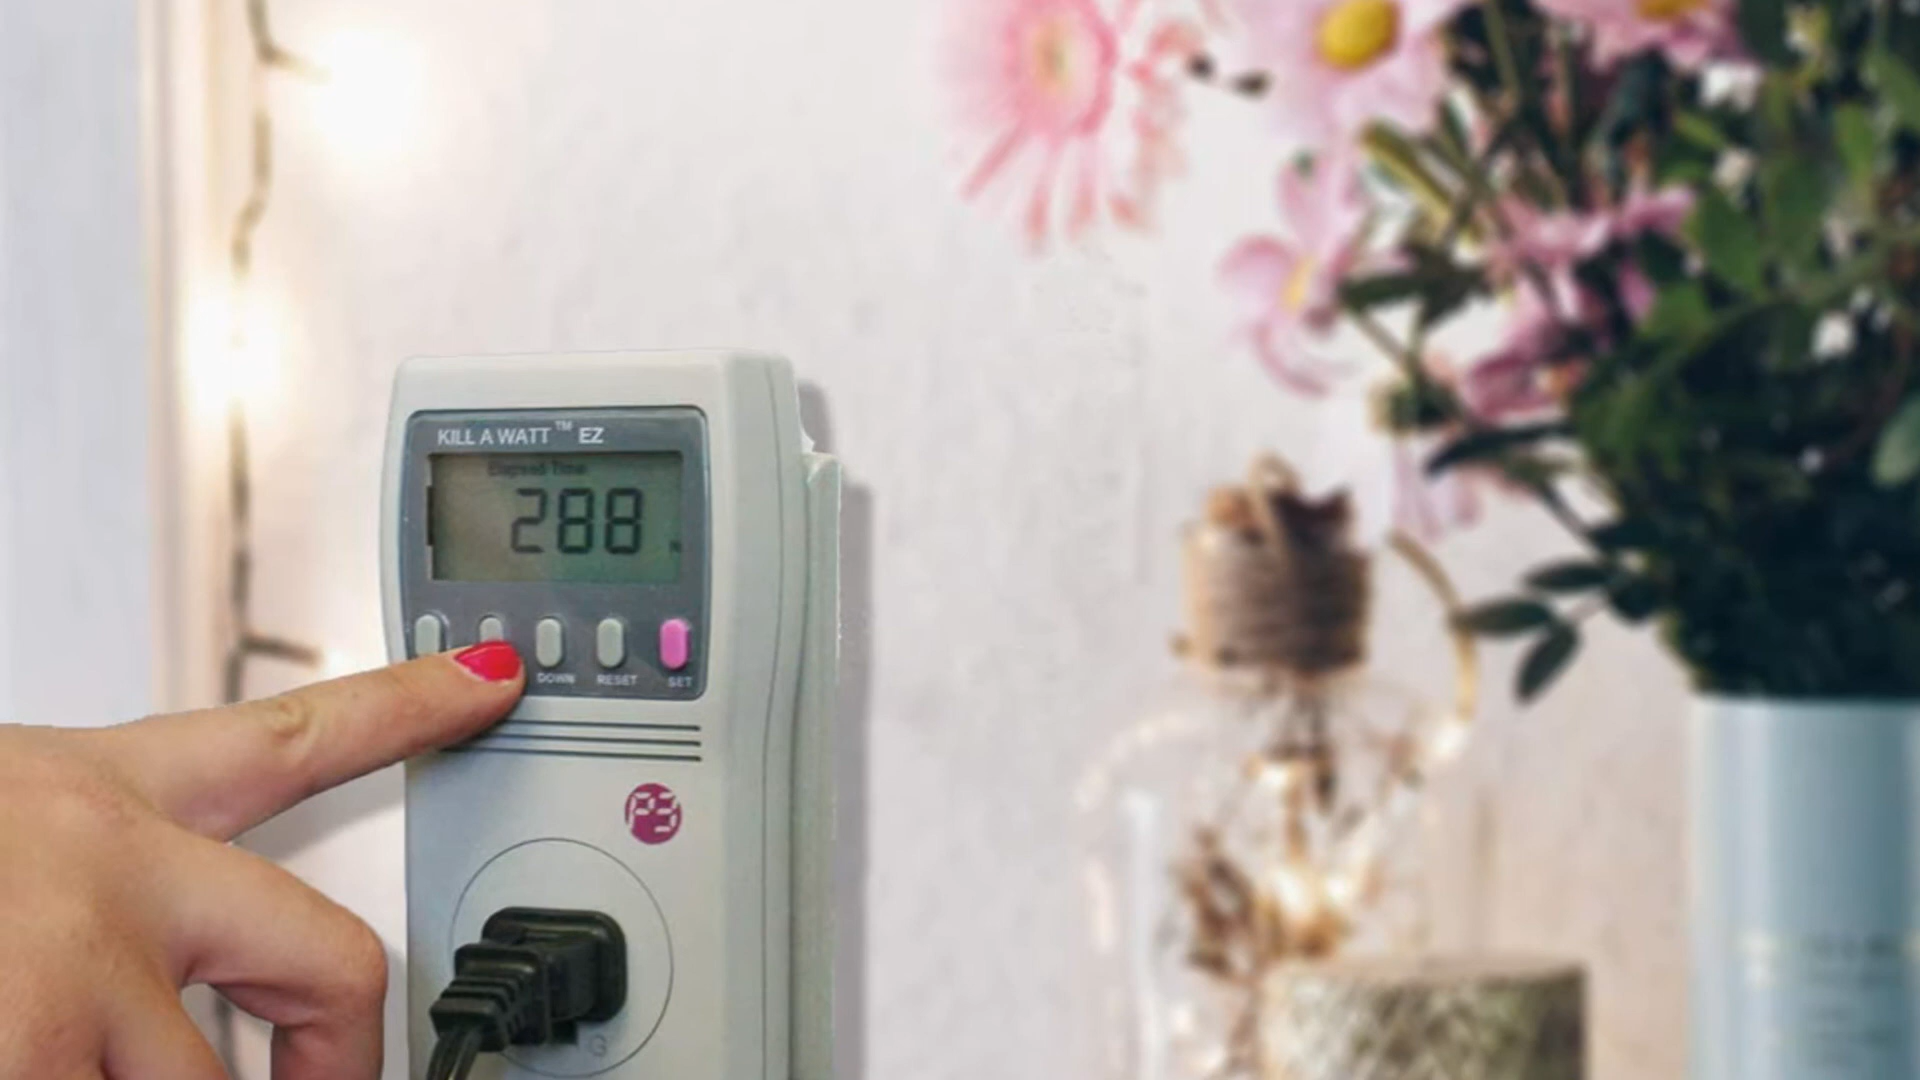 KILL A WATT™ EZ
Elapsed Time
288
DOWN RESET SET
P3
G